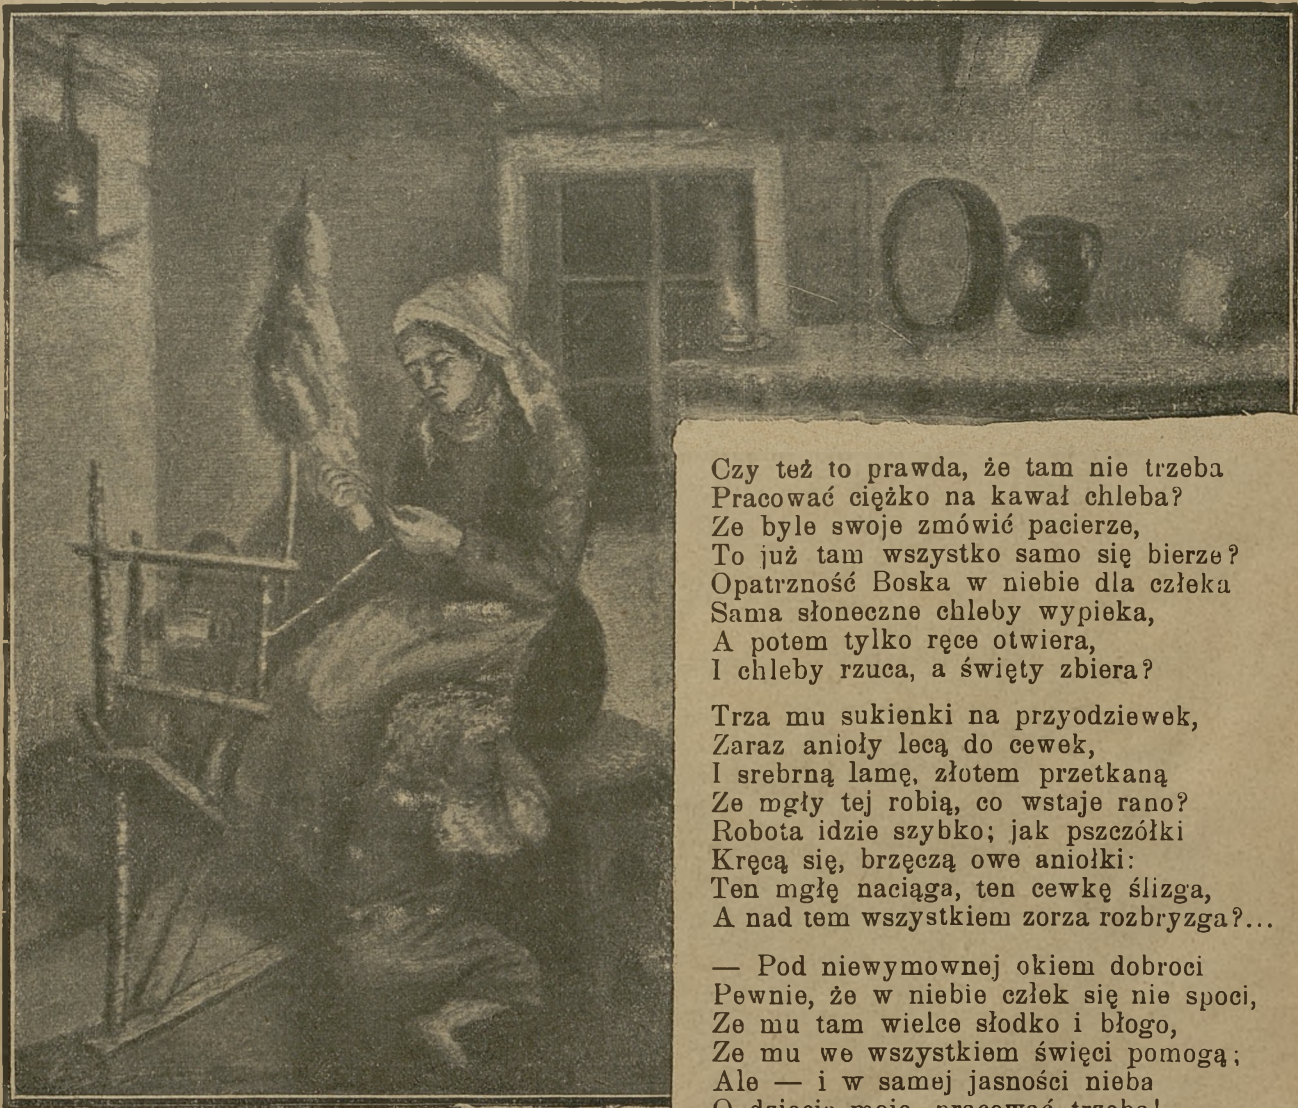 Czy też to prawda, że tam nie trzeba
Pracować ciężko na kawał chleba?
Ze byle swoje zmówić pacierze,
To już tam wszystko samo się bierze?
Opatrzność Boska w niebie dla człeka
Sama słoneczne chleby wypieka,
A potem tylko ręce otwiera,
I chleby rzuca, a święty zbiera?
Trza mu sukienki na przyodziewek,
Zaraz anioły lecą do cewek,
I srebrną lamę, złotem przetkaną
Ze mgły tej robią, co wstaje rano?
Robota idzie szybko; jak pszczółki
Kręcą się, brzęczą owe aniołki:
Ten mgłę naciąga, ten cewkę ślizga,
A nad tem wszystkiem zorza rozbryzga?...
— Pod niewymownej okiem dobroci
Pewnie, że w niebie człek się nie spoci,
Ze mu tam wielce słodko i błogo,
Ze mu we wszystkiem święci pomogą;
Ale — i w samej jasności nieba
O dziecię moje, pracować trzeba!